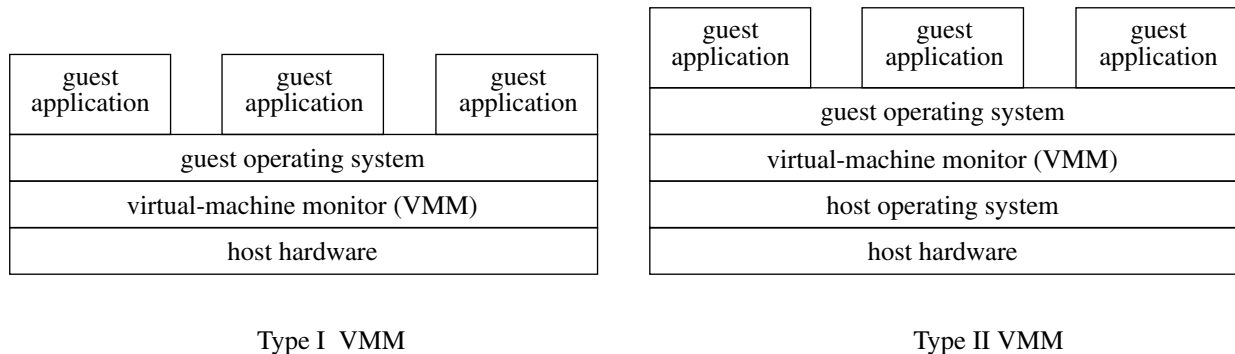 guest
application
guest
application
guest
application
guest operating system
virtual-machine monitor (VMM)
host hardware
Type I VMM
guest
application
guest
application
guest
application
guest operating system
virtual-machine monitor (VMM)
host operating system
host hardware
Type II VMM